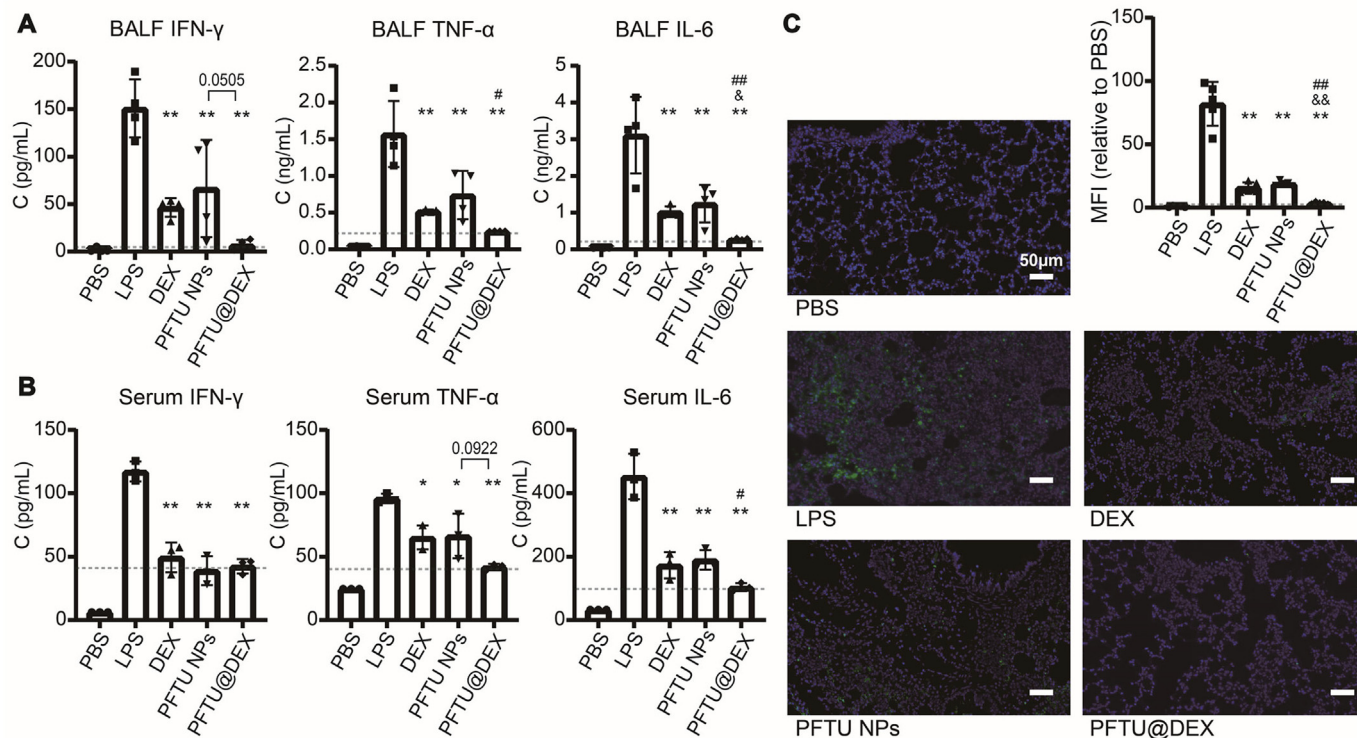 A
BALF IFN-γ
C (pg/mL)
200
150
100
50
0
0.0505
** ** **
PBS
LPS
DEX
PFTU NPs
PFTU@DEX
BALF TNF-α
C (ng/mL)
2.5
2.0
1.5
1.0
0.5
0.0
#
** ** **
PBS
LPS
DEX
PFTU NPs
PFTU@DEX
BALF IL-6
C (ng/mL)
5
4
3
2
1
0
##
&
** ** **
PBS
LPS
DEX
PFTU NPs
PFTU@DEX
B
Serum IFN-γ
C (pg/mL)
150
100
50
0
** ** **
PBS
LPS
DEX
PFTU NPs
PFTU@DEX
Serum TNF-α
C (pg/mL)
150
100
50
0
0.0922
* * **
PBS
LPS
DEX
PFTU NPs
PFTU@DEX
Serum IL-6
C (pg/mL)
600
400
200
0
#
** ** **
PBS
LPS
DEX
PFTU NPs
PFTU@DEX
C
MFI (relative to PBS)
150
100
50
0
##
&&
** ** **
PBS
LPS
DEX
PFTU NPs
PFTU@DEX
50μm
PBS
LPS
DEX
PFTU NPs
PFTU@DEX